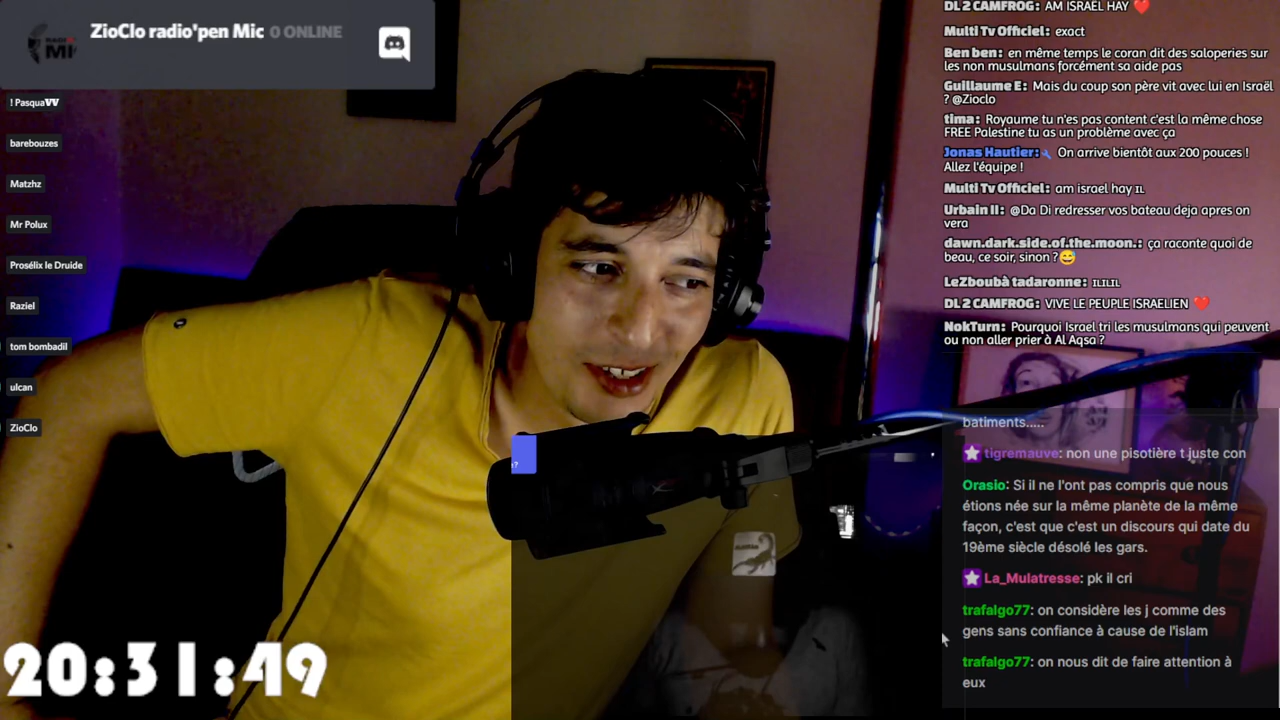 ZioClo radio'pen Mic 0 ONLINE
MI
! PasquaVV
barebouzes
Matzhz
Mr Polux
Prosélix le Druide
Raziel
tom bombadil
ulcan
ZioClo
20:31:49
DL 2 CAMFROG: AM ISRAEL HAY ❤️
Multi Tv Officiel: exact
Ben ben: en même temps le coran dit des saloperies sur
les non musulmans forcément sa aide pas
Guillaume E: Mais du coup son père vit avec lui en Israël
? @Zioclo
tima: Royaume tu n'es pas content c'est la même chose
FREE Palestine tu as un problème avec ça
Jonas Hautier:🔧 On arrive bientôt aux 200 pouces !
Allez l'équipe !
Multi Tv Officiel: am israel hay IL
Urbain II: @Da Di redresser vos bateau deja apres on
vera
dawn.dark.side.of.the.moon.: ça raconte quoi de
beau, ce soir, sinon ?😅
LeZboubà tadaronne: ILILIL
DL 2 CAMFROG: VIVE LE PEUPLE ISRAELIEN ❤️
NokTurn: Pourquoi Israel tri les musulmans qui peuvent
ou non aller prier à Al Aqsa ?
batiments.....
tigremauve: non une pisotière t juste con
Orasio: Si il ne l'ont pas compris que nous
étions née sur la même planète de la même
façon, c'est que c'est un discours qui date du
19ème siècle désolé les gars.
La_Mulatresse: pk il cri
trafalgo77: on considère les j comme des
gens sans confiance à cause de l'islam
trafalgo77: on nous dit de faire attention à
eux